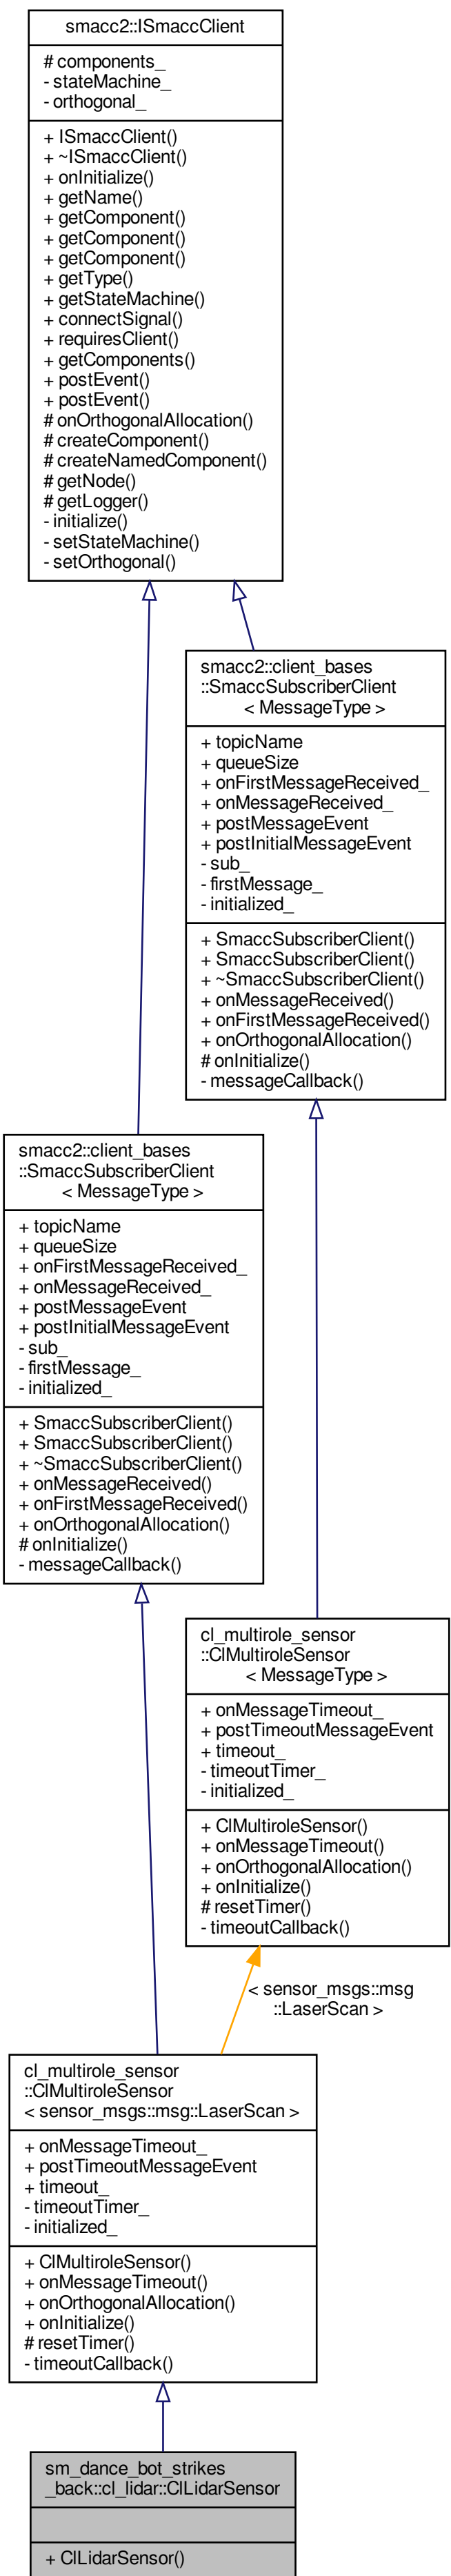 smacc2::ISmaccClient
# components_
- stateMachine_
- orthogonal_
+ ISmaccClient()
+ ~ISmaccClient()
+ onInitialize()
+ getName()
+ getComponent()
+ getComponent()
+ getComponent()
+ getType()
+ getStateMachine()
+ connectSignal()
+ requiresClient()
+ getComponents()
+ postEvent()
+ postEvent()
# onOrthogonalAllocation()
# createComponent()
# createNamedComponent()
# getNode()
# getLogger()
- initialize()
- setStateMachine()
- setOrthogonal()
smacc2::client_bases
::SmaccSubscriberClient
< MessageType >
+ topicName
+ queueSize
+ onFirstMessageReceived_
+ onMessageReceived_
+ postMessageEvent
+ postInitialMessageEvent
- sub_
- firstMessage_
- initialized_
+ SmaccSubscriberClient()
+ SmaccSubscriberClient()
+ ~SmaccSubscriberClient()
+ onMessageReceived()
+ onFirstMessageReceived()
+ onOrthogonalAllocation()
# onInitialize()
- messageCallback()
smacc2::client_bases
::SmaccSubscriberClient
< MessageType >
+ topicName
+ queueSize
+ onFirstMessageReceived_
+ onMessageReceived_
+ postMessageEvent
+ postInitialMessageEvent
- sub_
- firstMessage_
- initialized_
+ SmaccSubscriberClient()
+ SmaccSubscriberClient()
+ ~SmaccSubscriberClient()
+ onMessageReceived()
+ onFirstMessageReceived()
+ onOrthogonalAllocation()
# onInitialize()
- messageCallback()
cl_multirole_sensor
::ClMultiroleSensor
< MessageType >
+ onMessageTimeout_
+ postTimeoutMessageEvent
+ timeout_
- timeoutTimer_
- initialized_
+ ClMultiroleSensor()
+ onMessageTimeout()
+ onOrthogonalAllocation()
+ onInitialize()
# resetTimer()
- timeoutCallback()
< sensor_msgs::msg
::LaserScan >
cl_multirole_sensor
::ClMultiroleSensor
< sensor_msgs::msg::LaserScan >
+ onMessageTimeout_
+ postTimeoutMessageEvent
+ timeout_
- timeoutTimer_
- initialized_
+ ClMultiroleSensor()
+ onMessageTimeout()
+ onOrthogonalAllocation()
+ onInitialize()
# resetTimer()
- timeoutCallback()
sm_dance_bot_strikes
_back::cl_lidar::ClLidarSensor
+ ClLidarSensor()